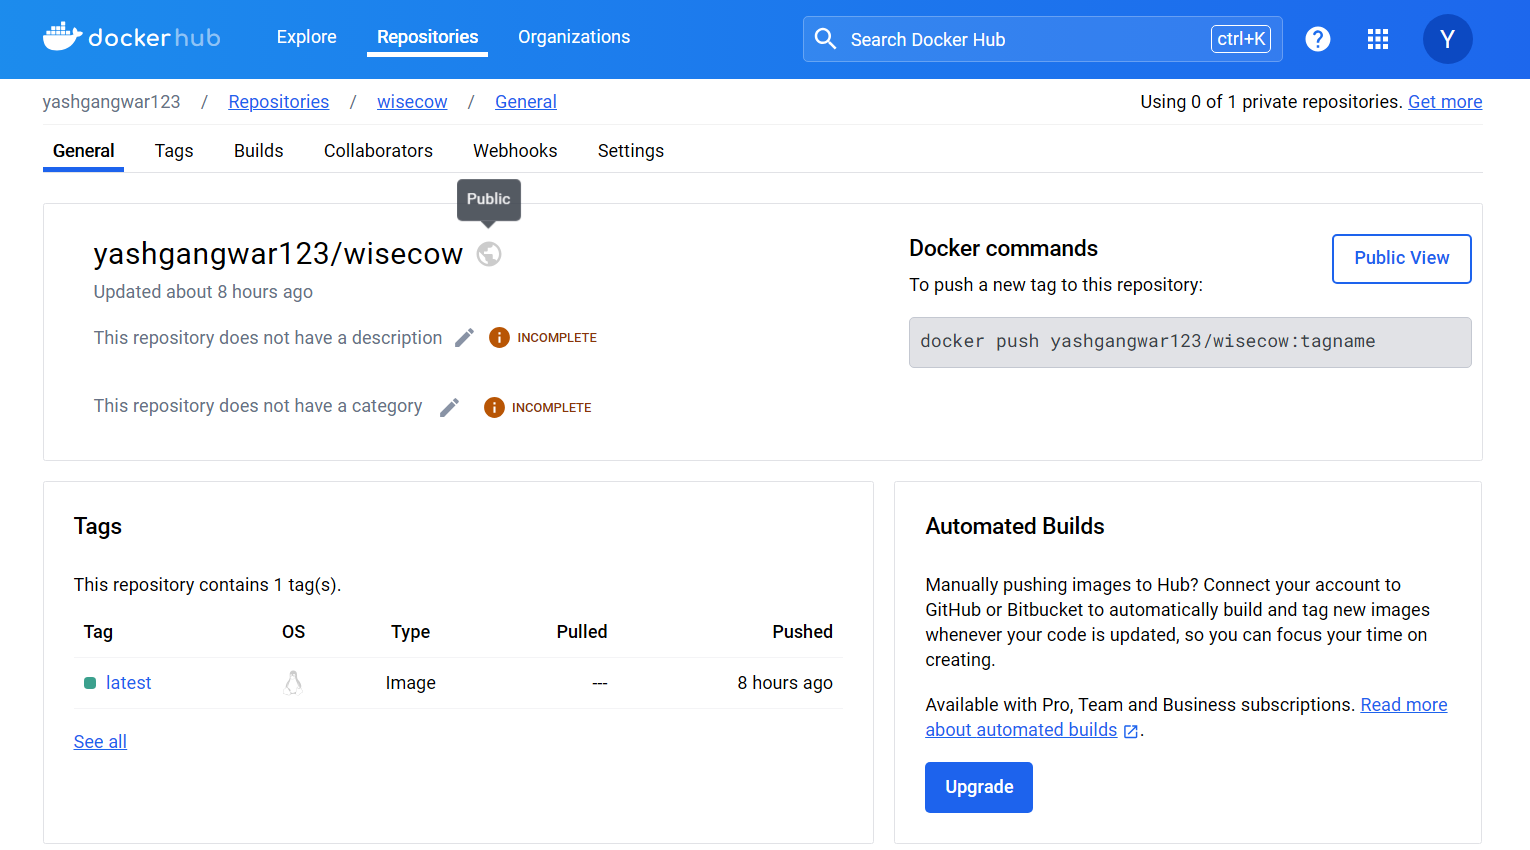 dockerhub Explore Repositories Organizations Search Docker Hub ctrl+K ? Y
yashgangwar123 / Repositories / wisecow / General Using 0 of 1 private repositories. Get more
General Tags Builds Collaborators Webhooks Settings
Public
yashgangwar123/wisecow
Updated about 8 hours ago
This repository does not have a description INCOMPLETE
This repository does not have a category INCOMPLETE
Docker commands
Public View
To push a new tag to this repository:
docker push yashgangwar123/wisecow:tagname
Tags
This repository contains 1 tag(s).
Tag OS Type Pulled Pushed
latest Image --- 8 hours ago
See all
Automated Builds
Manually pushing images to Hub? Connect your account to
GitHub or Bitbucket to automatically build and tag new images
whenever your code is updated, so you can focus your time on
creating.
Available with Pro, Team and Business subscriptions. Read more
about automated builds .
Upgrade